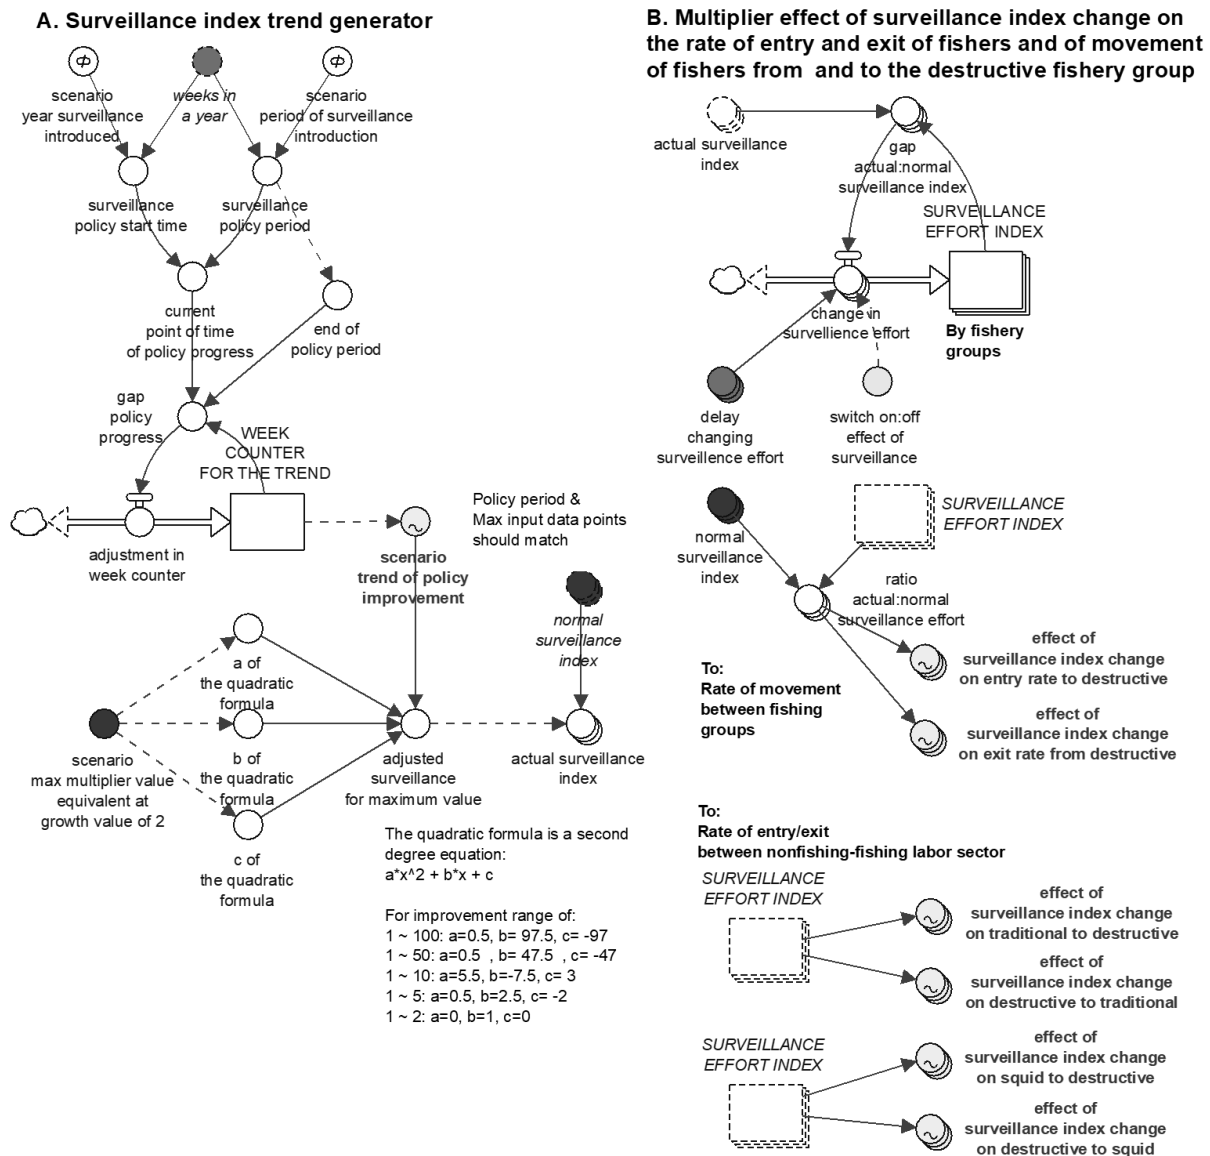 A. Surveillance index trend generator
scenario
year surveillance
introduced
weeks in
a year
scenario
period of surveillance
introduction
surveillance
policy start time
surveillance
policy period
current
point of time
of policy progress
end of
policy period
gap
policy
progress
WEEK
COUNTER
FOR THE TREND
adjustment in
week counter
scenario
trend of policy
improvement
Policy period &
Max input data points
should match
normal
surveillance
index
a of
the quadratic
formula
scenario
max multiplier value
equivalent at
growth value of 2
b of
the quadratic
formula
c of
the quadratic
formula
adjusted
surveillance
for maximum value
actual surveillance
index
The quadratic formula is a second
degree equation:
a*x^2 + b*x + c
For improvement range of:
1 ~ 100: a=0.5, b= 97.5, c= -97
1 ~ 50: a=0.5 , b= 47.5 , c= -47
1 ~ 10: a=5.5, b=-7.5, c= 3
1 ~ 5: a=0.5, b=2.5, c= -2
1 ~ 2: a=0, b=1, c=0
B. Multiplier effect of surveillance index change on
the rate of entry and exit of fishers and of movement
of fishers from and to the destructive fishery group
actual surveillance
index
gap
actual:normal
surveillance index
SURVEILLANCE
EFFORT INDEX
change in
survellience effort
By fishery
groups
delay
changing
surveillence effort
switch on:off
effect of
surveillance
normal
surveillance
index
SURVEILLANCE
EFFORT INDEX
ratio
actual:normal
surveillance effort
To:
Rate of movement
between fishing
groups
effect of
surveillance index change
on entry rate to destructive
effect of
surveillance index change
on exit rate from destructive
To:
Rate of entry/exit
between nonfishing-fishing labor sector
SURVEILLANCE
EFFORT INDEX
effect of
surveillance index change
on traditional to destructive
effect of
surveillance index change
on destructive to traditional
SURVEILLANCE
EFFORT INDEX
effect of
surveillance index change
on squid to destructive
effect of
surveillance index change
on destructive to squid